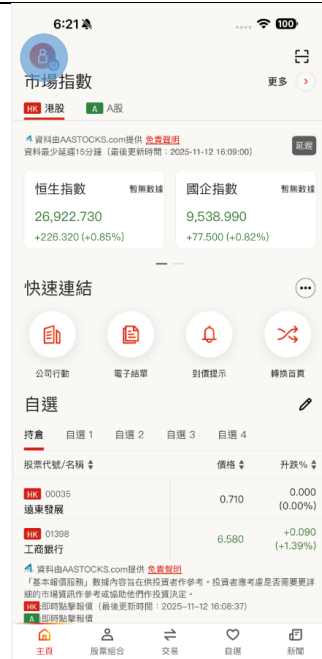 6:21
100
市場指數
更多
HK 港股
A A股
資料由AASTOCKS.com提供 免責聲明
資料最少延遲15分鐘（最後更新時間：2025-11-12 16:09:00）
延遲
恒生指數 暫無數據
26,922.730
+226.320 (+0.85%)
國企指數 暫無數據
9,538.990
+77.500 (+0.82%)
快速連結
公司行動
電子結單
到價提示
轉換首頁
自選
持倉 自選 1 自選 2 自選 3 自選 4
股票代號/名稱 價格 升跌%
HK 00035
遠東發展
0.710
0.000
(0.00%)
HK 01398
工商銀行
6.580
+0.090
(+1.39%)
資料由AASTOCKS.com提供 免責聲明
「基本報價服務」數據內容旨在供投資者作參考。投資者應考慮是否需要更詳
細的市場資訊作參考或協助他們作投資決定。
HK :即時點擊報價（最後更新時間：2025-11-12 16:08:37）
A :即時點擊報價
主頁
股票組合
交易
自選
新聞